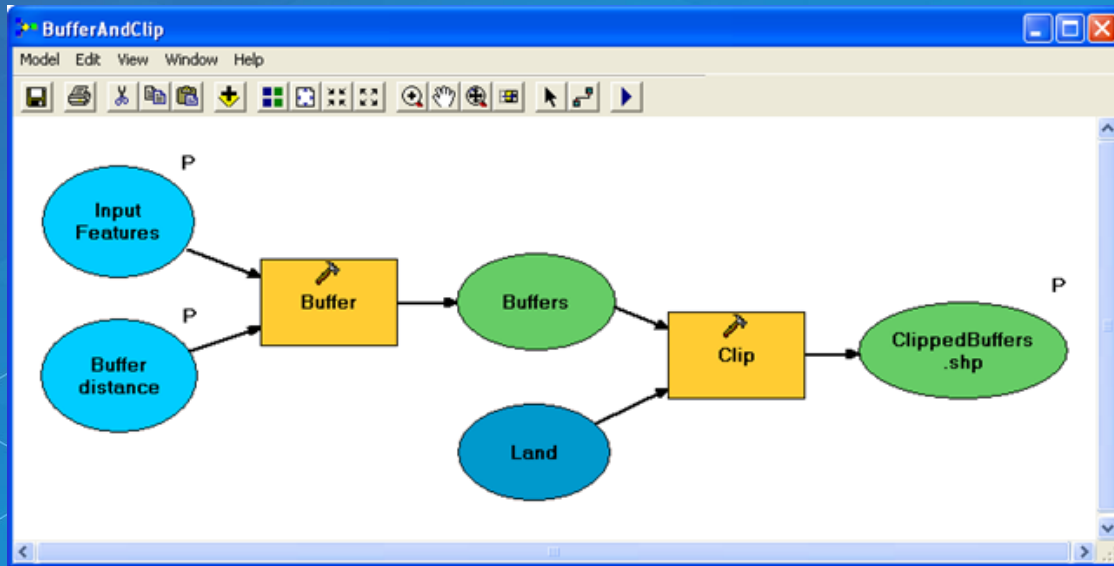 BufferAndClip
Model Edit View Window Help
P
Input
Features
P
Buffer
distance
Buffer
Buffers
Land
Clip
P
ClippedBuffers
.shp